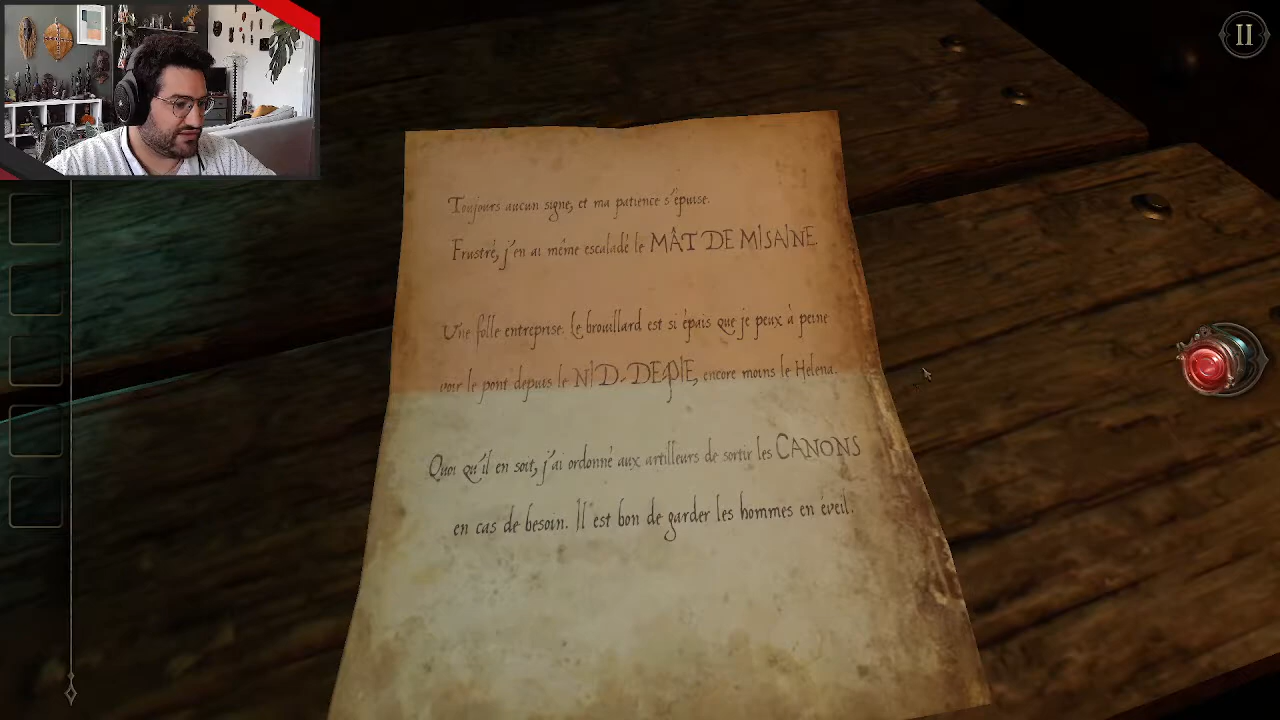 Toujours aucun signe, et ma patience s'épuise.
Frustré, j'en ai même escaladé le MÂT DE MISAINE.
Une folle entreprise. Le brouillard est si épais que je peux à peine
voir le pont depuis le NID-DE-PIE, encore moins le Helena.
Quoi qu'il en soit, j'ai ordonné aux artilleurs de sortir les CANONS
en cas de besoin. Il est bon de garder les hommes en éveil.